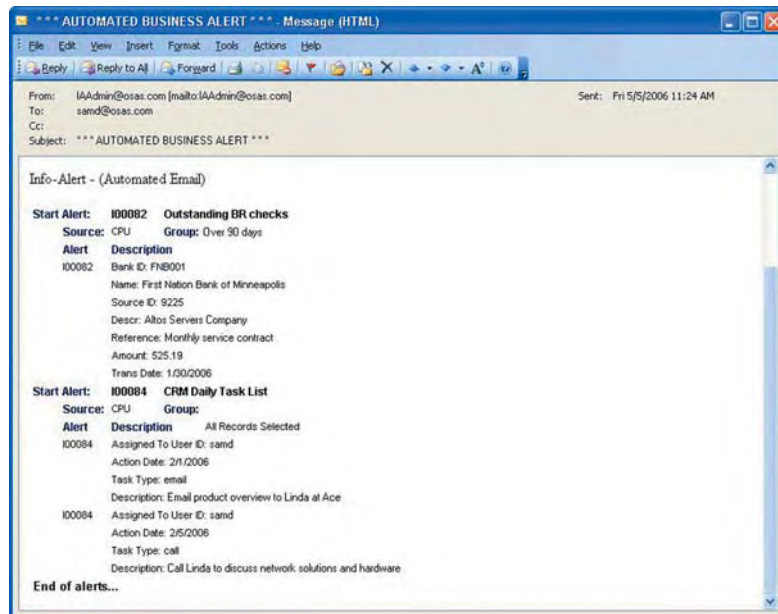 * * * AUTOMATED BUSINESS ALERT * * * - Message (HTML)
File Edit View Insert Format Tools Actions Help
Reply Reply to All Forward
From: IAAdmin@osas.com [mailto:IAAdmin@osas.com] Sent: Fri 5/5/2006 11:24 AM
To: samd@osas.com
Cc:
Subject: * * * AUTOMATED BUSINESS ALERT * * *
Info-Alert - (Automated Email)
Start Alert: I00082 Outstanding BR checks
Source: CPU Group: Over 90 days
Alert Description
I00082 Bank ID: FNB001
Name: First Nation Bank of Minneapolis
Source ID: 9225
Descr: Altos Servers Company
Reference: Monthly service contract
Amount: 525.19
Trans Date: 1/30/2006
Start Alert: I00084 CRM Daily Task List
Source: CPU Group:
Alert Description All Records Selected
I00084 Assigned To User ID: samd
Action Date: 2/1/2006
Task Type: email
Description: Email product overview to Linda at Ace
I00084 Assigned To User ID: samd
Action Date: 2/5/2006
Task Type: call
Description: Call Linda to discuss network solutions and hardware
End of alerts...